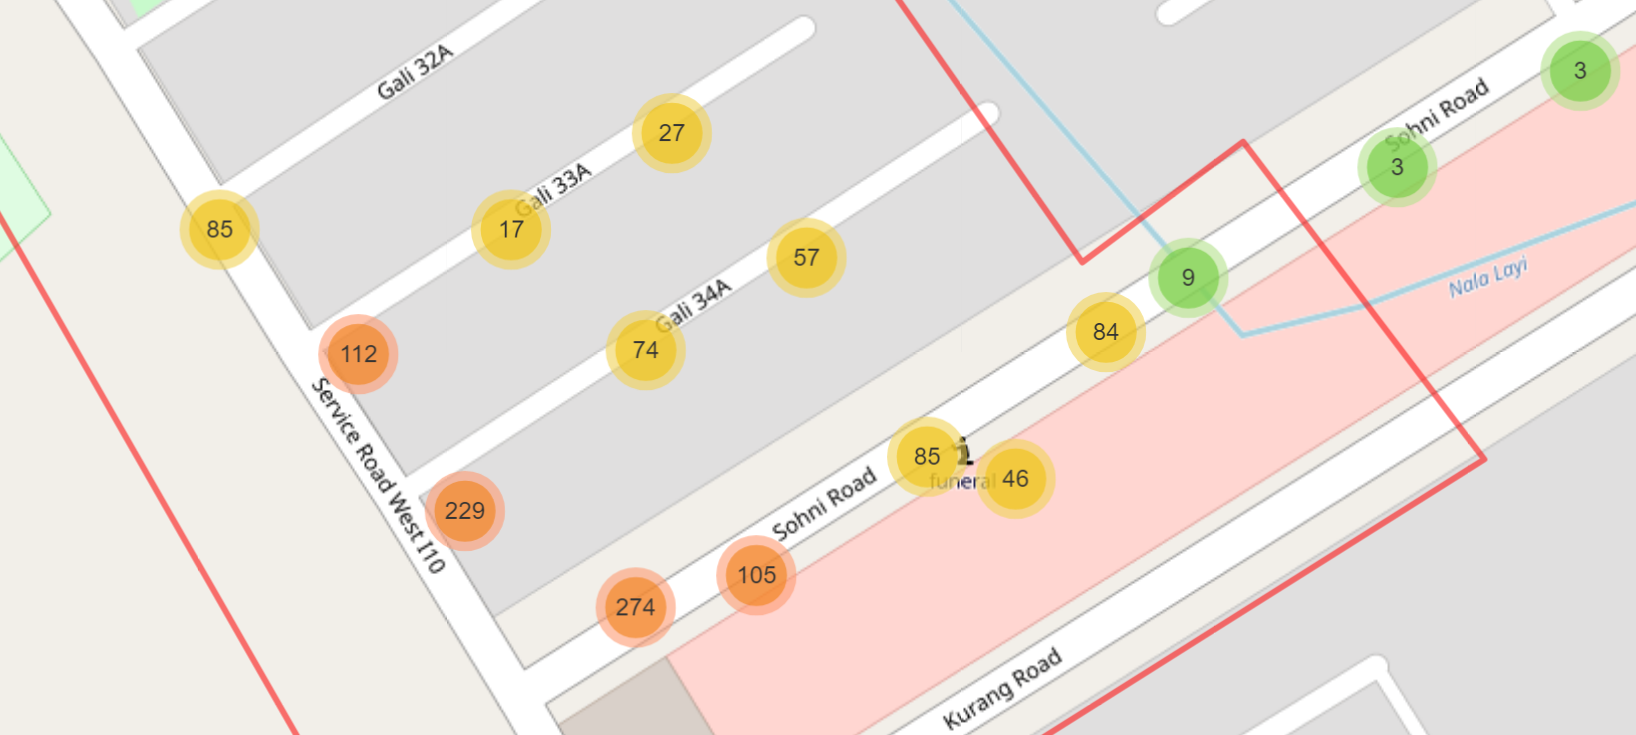 3
Gali 32A
Sohni Road
27
3
Gali 33A
85
17
57
9
Nala Layi
Gali 34A
84
112
74
Service Road West I10
85
funeral
46
229
Sohni Road
105
274
Kurang Road